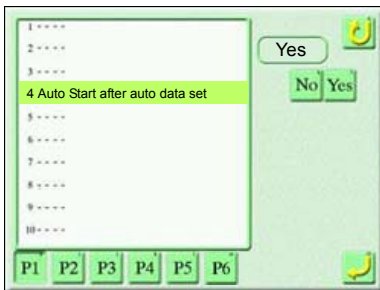 1 - - - -
2 - - - -
3 - - - -
4 Auto Start after auto data set
5 - - - -
6 - - - -
7 - - - -
8 - - - -
9 - - - -
10 - - - -
Yes
No Yes
P1 P2 P3 P4 P5 P6